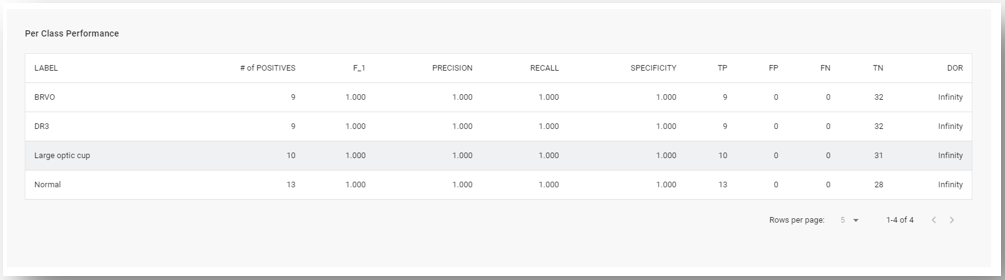 Per Class Performance
LABEL # of POSITIVES F_1 PRECISION RECALL SPECIFICITY TP FP FN TN DOR
BRVO 9 1.000 1.000 1.000 1.000 9 0 0 32 Infinity
DR3 9 1.000 1.000 1.000 1.000 9 0 0 32 Infinity
Large optic cup 10 1.000 1.000 1.000 1.000 10 0 0 31 Infinity
Normal 13 1.000 1.000 1.000 1.000 13 0 0 28 Infinity
Rows per page: 5 1-4 of 4